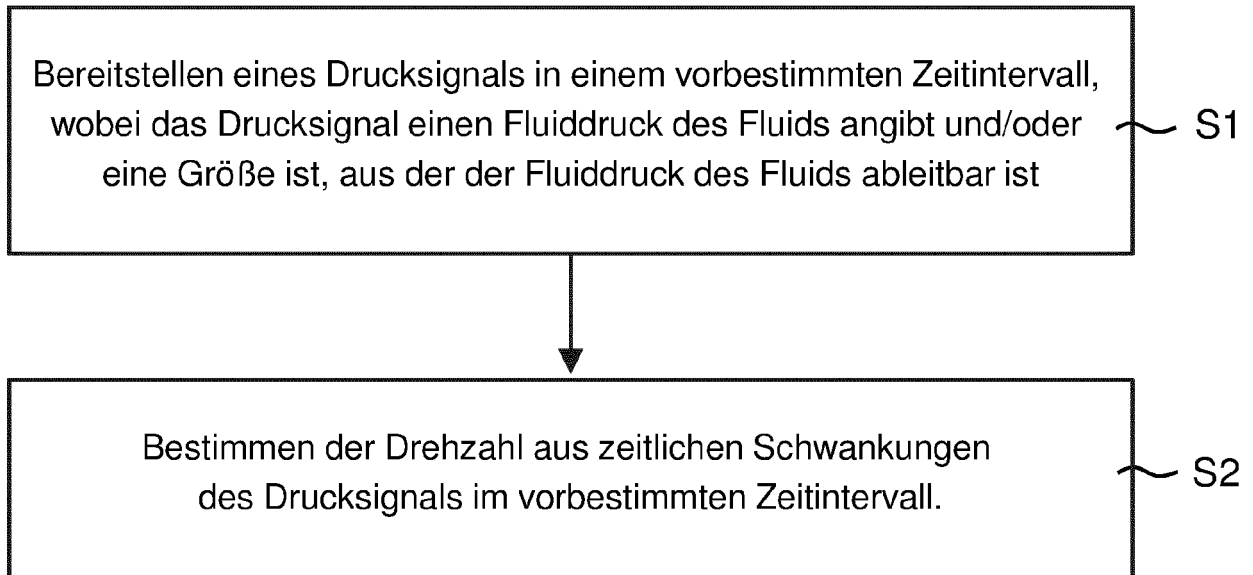 Bereitstellen eines Drucksignals in einem vorbestimmten Zeitintervall,
wobei das Drucksignal einen Fluiddruck des Fluids angibt und/oder
eine Größe ist, aus der der Fluiddruck des Fluids ableitbar ist
S1
Bestimmen der Drehzahl aus zeitlichen Schwankungen
des Drucksignals im vorbestimmten Zeitintervall.
S2